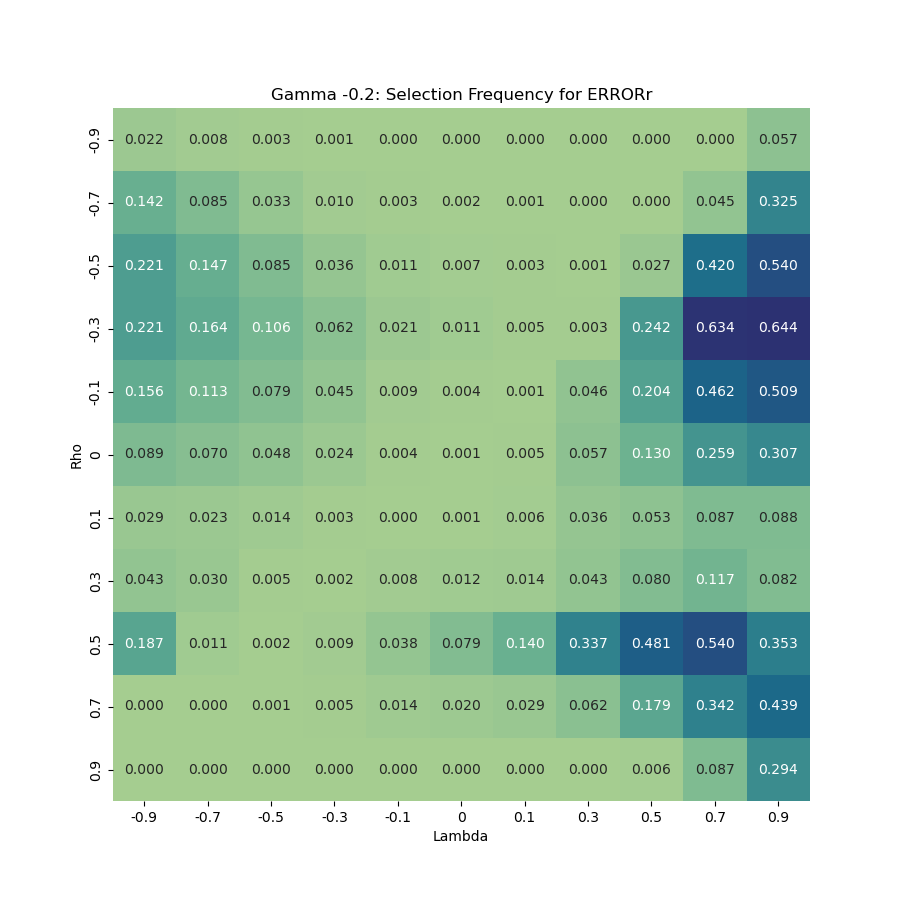 Gamma -0.2: Selection Frequency for ERRORr
-0.9 0.022 0.008 0.003 0.001 0.000 0.000 0.000 0.000 0.000 0.000 0.057
-0.7 0.142 0.085 0.033 0.010 0.003 0.002 0.001 0.000 0.000 0.045 0.325
-0.5 0.221 0.147 0.085 0.036 0.011 0.007 0.003 0.001 0.027 0.420 0.540
-0.3 0.221 0.164 0.106 0.062 0.021 0.011 0.005 0.003 0.242 0.634 0.644
-0.1 0.156 0.113 0.079 0.045 0.009 0.004 0.001 0.046 0.204 0.462 0.509
Rho
0 0.089 0.070 0.048 0.024 0.004 0.001 0.005 0.057 0.130 0.259 0.307
0.1 0.029 0.023 0.014 0.003 0.000 0.001 0.006 0.036 0.053 0.087 0.088
0.3 0.043 0.030 0.005 0.002 0.008 0.012 0.014 0.043 0.080 0.117 0.082
0.5 0.187 0.011 0.002 0.009 0.038 0.079 0.140 0.337 0.481 0.540 0.353
0.7 0.000 0.000 0.001 0.005 0.014 0.020 0.029 0.062 0.179 0.342 0.439
0.9 0.000 0.000 0.000 0.000 0.000 0.000 0.000 0.000 0.006 0.087 0.294
-0.9 -0.7 -0.5 -0.3 -0.1 0 0.1 0.3 0.5 0.7 0.9
Lambda